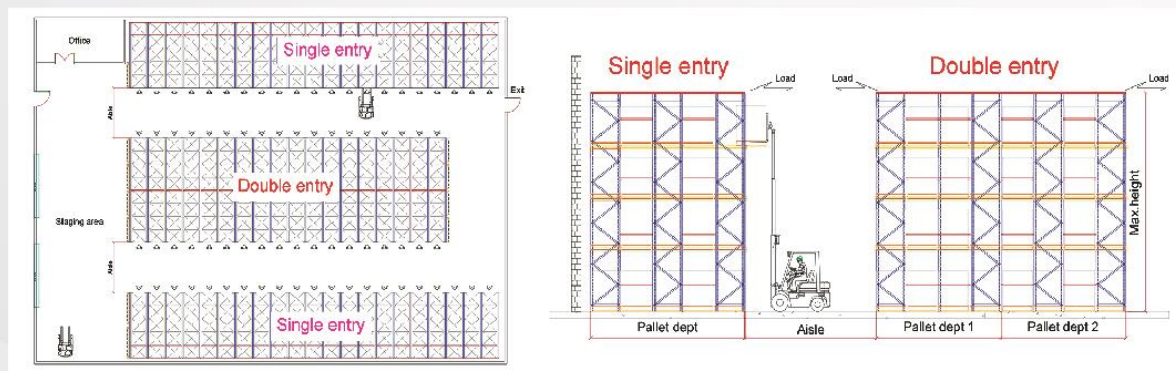 Office
Single entry
Exit
Aisle
Double entry
Staging area
Aisle
Single entry
Single entry
Double entry
Load
Load
Load
Max.height
Pallet dept
Aisle
Pallet dept 1
Pallet dept 2